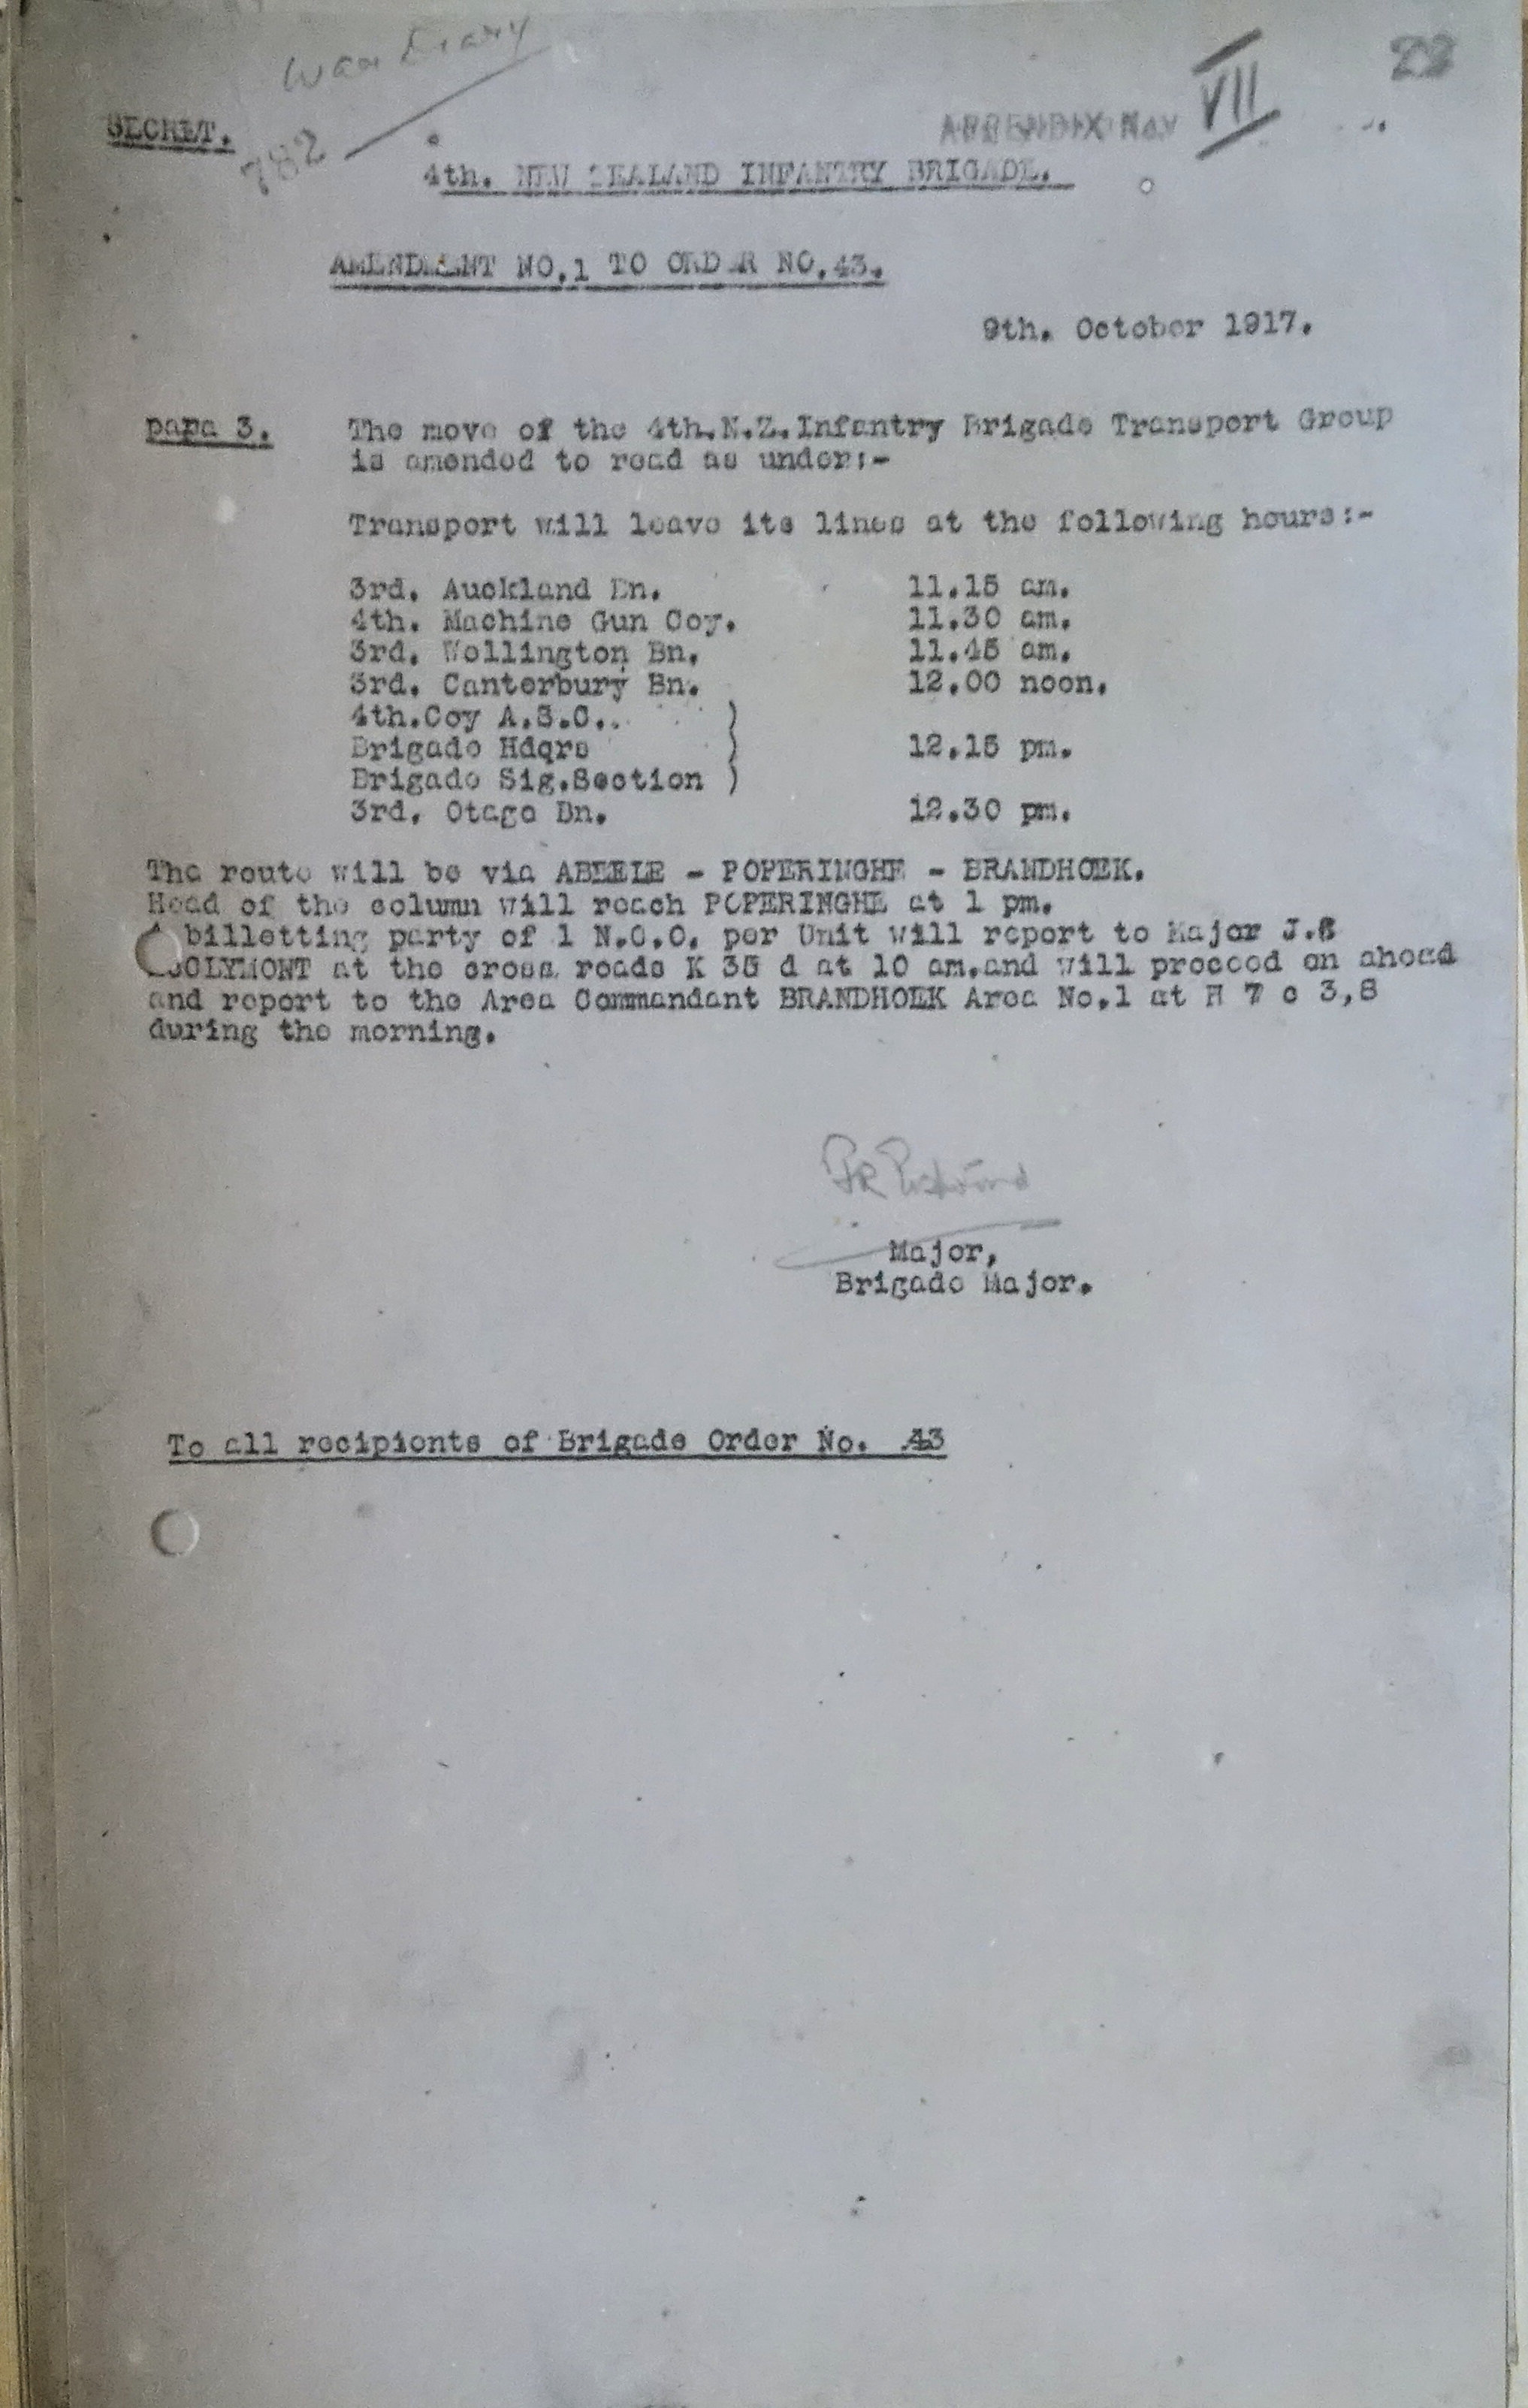 War Diary
22
SECRET.
782
APPENDIX No. VII
4th. NEW ZEALAND INFANTRY BRIGADE.
AMENDMENT NO.1 TO ORDER NO.43.
9th. October 1917.
para 3. The move of the 4th.N.Z.Infantry Brigade Transport Group
is amended to read as under:-
Transport will leave its lines at the following hours:-
3rd. Auckland Bn. 11.15 am.
4th. Machine Gun Coy. 11.30 am.
3rd. Wellington Bn. 11.45 am.
3rd. Canterbury Bn. 12.00 noon.
4th.Coy A.S.C.. )
Brigade Hdqrs ) 12.15 pm.
Brigade Sig.Section )
3rd. Otago Bn. 12.30 pm.
The route will be via ABEELE - POPERINGHE - BRANDHOEK.
Head of the column will reach POPERINGHE at 1 pm.
A billetting party of 1 N.C.O. per Unit will report to Major J.
at the cross roads K 35 d at 10 am.and will proceed on ahead
and report to the Area Commandant BRANDHOEK Area No.1 at H 7 c 3,8
during the morning.
Major,
Brigade Major.
To all recipients of Brigade Order No. 43